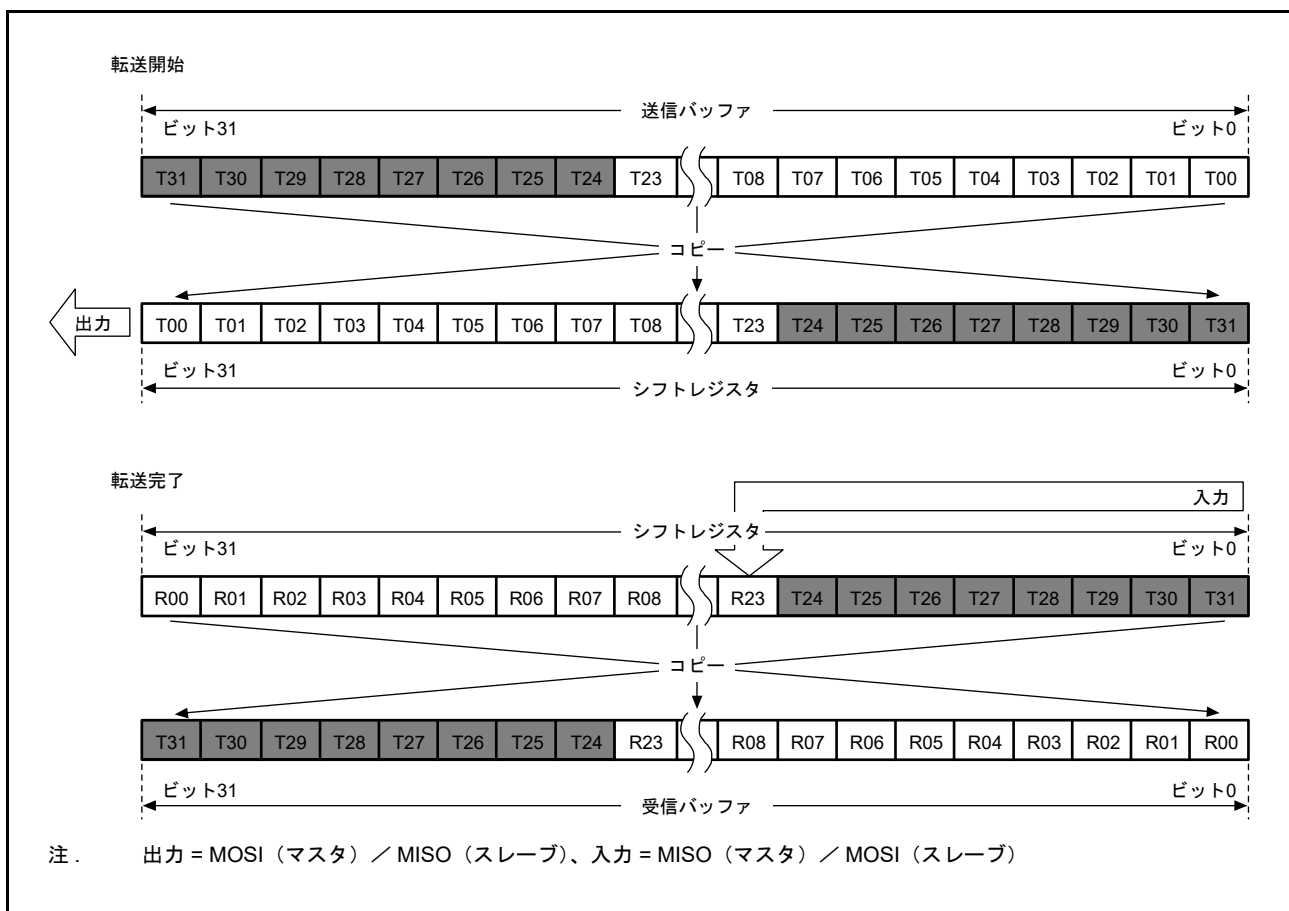 転送開始
送信バッファ
ビット31 ビット0
T31 T30 T29 T28 T27 T26 T25 T24 T23 T08 T07 T06 T05 T04 T03 T02 T01 T00
コピー
出力 T00 T01 T02 T03 T04 T05 T06 T07 T08 T23 T24 T25 T26 T27 T28 T29 T30 T31
ビット31 ビット0
シフトレジスタ
転送完了
入力
シフトレジスタ
ビット31 ビット0
R00 R01 R02 R03 R04 R05 R06 R07 R08 R23 T24 T25 T26 T27 T28 T29 T30 T31
コピー
T31 T30 T29 T28 T27 T26 T25 T24 R23 R08 R07 R06 R05 R04 R03 R02 R01 R00
ビット31 ビット0
受信バッファ
注. 出力 = MOSI（マスタ）／ MISO（スレーブ）、入力 = MISO（マスタ）／ MOSI（スレーブ）